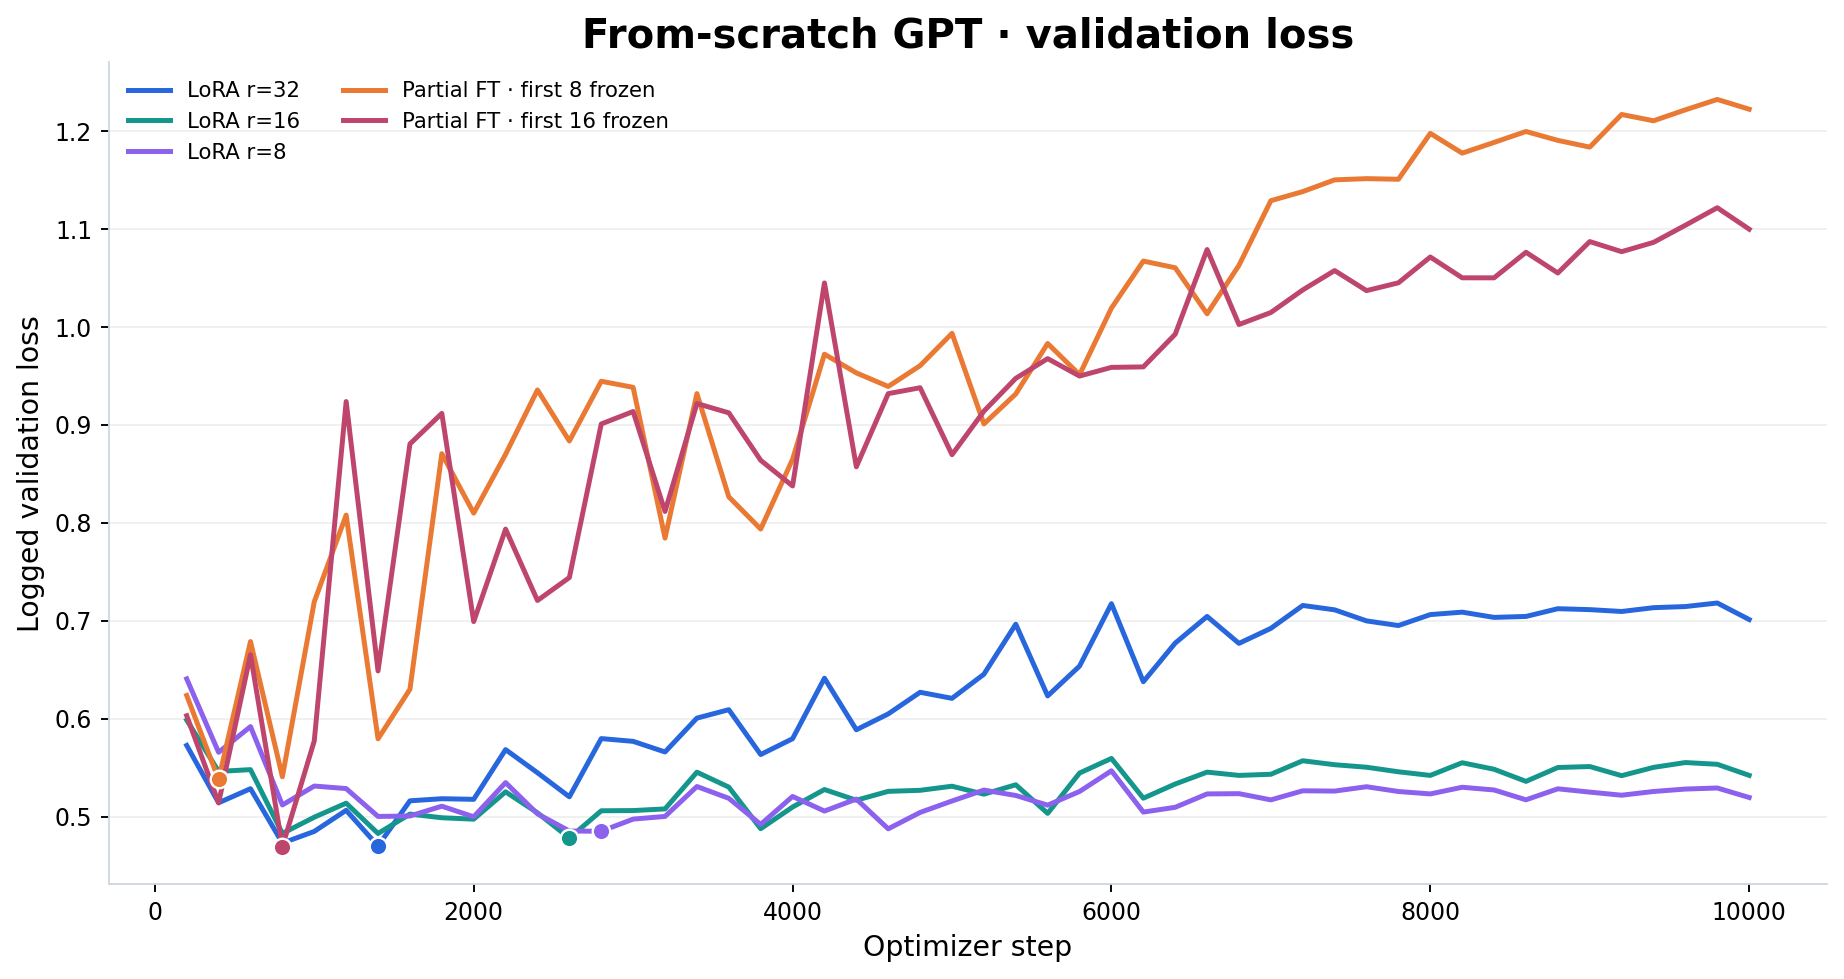 From-scratch GPT · validation loss
LoRA r=32
LoRA r=16
LoRA r=8
Partial FT · first 8 frozen
Partial FT · first 16 frozen
Logged validation loss
1.2
1.1
1.0
0.9
0.8
0.7
0.6
0.5
0
2000
4000
6000
8000
10000
Optimizer step